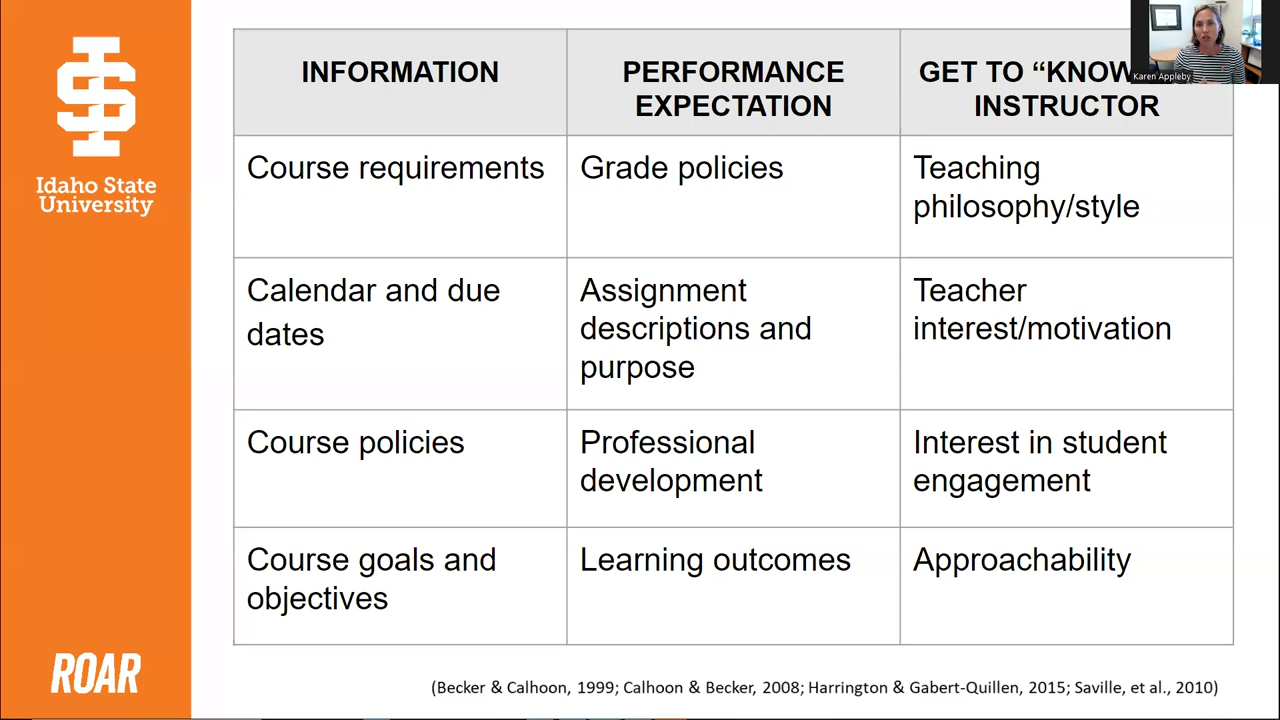 Idaho State
University
ROAR
Karen Appleby
INFORMATION
PERFORMANCE
EXPECTATION
GET TO “KNOW
INSTRUCTOR
Course requirements
Grade policies
Teaching
philosophy/style
Calendar and due
dates
Assignment
descriptions and
purpose
Teacher
interest/motivation
Course policies
Professional
development
Interest in student
engagement
Course goals and
objectives
Learning outcomes
Approachability
(Becker & Calhoon, 1999; Calhoon & Becker, 2008; Harrington & Gabert-Quillen, 2015; Saville, et al., 2010)